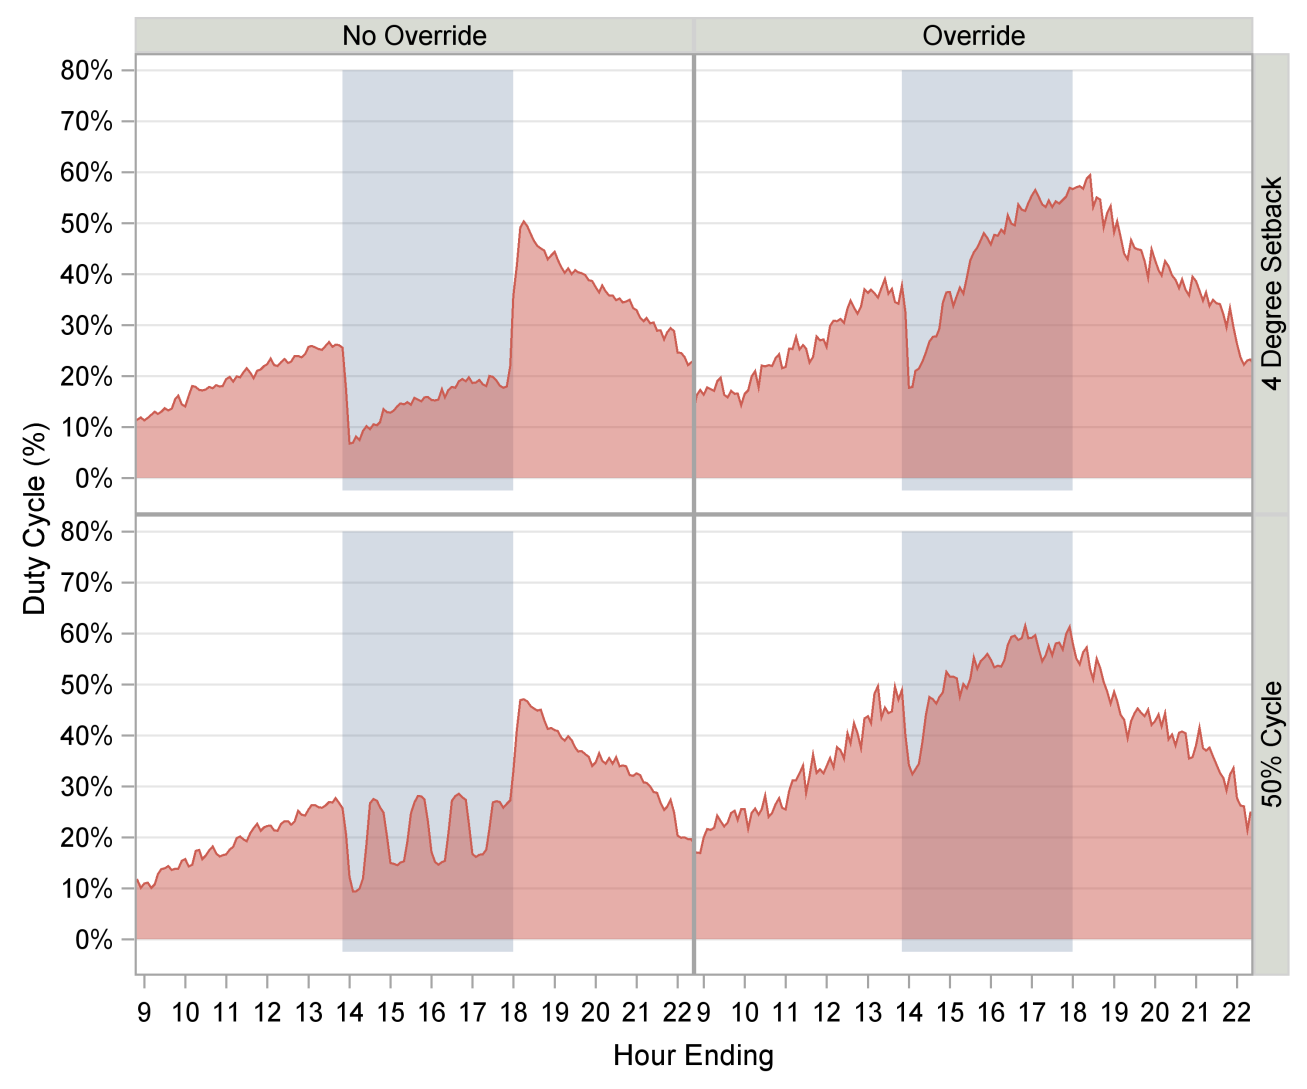 No Override
Override
80%
70%
60%
50%
40%
30%
20%
10%
0%
4 Degree Setback
Duty Cycle (%)
80%
70%
60%
50%
40%
30%
20%
10%
0%
50% Cycle
9 10 11 12 13 14 15 16 17 18 19 20 21 22 9 10 11 12 13 14 15 16 17 18 19 20 21 22
Hour Ending